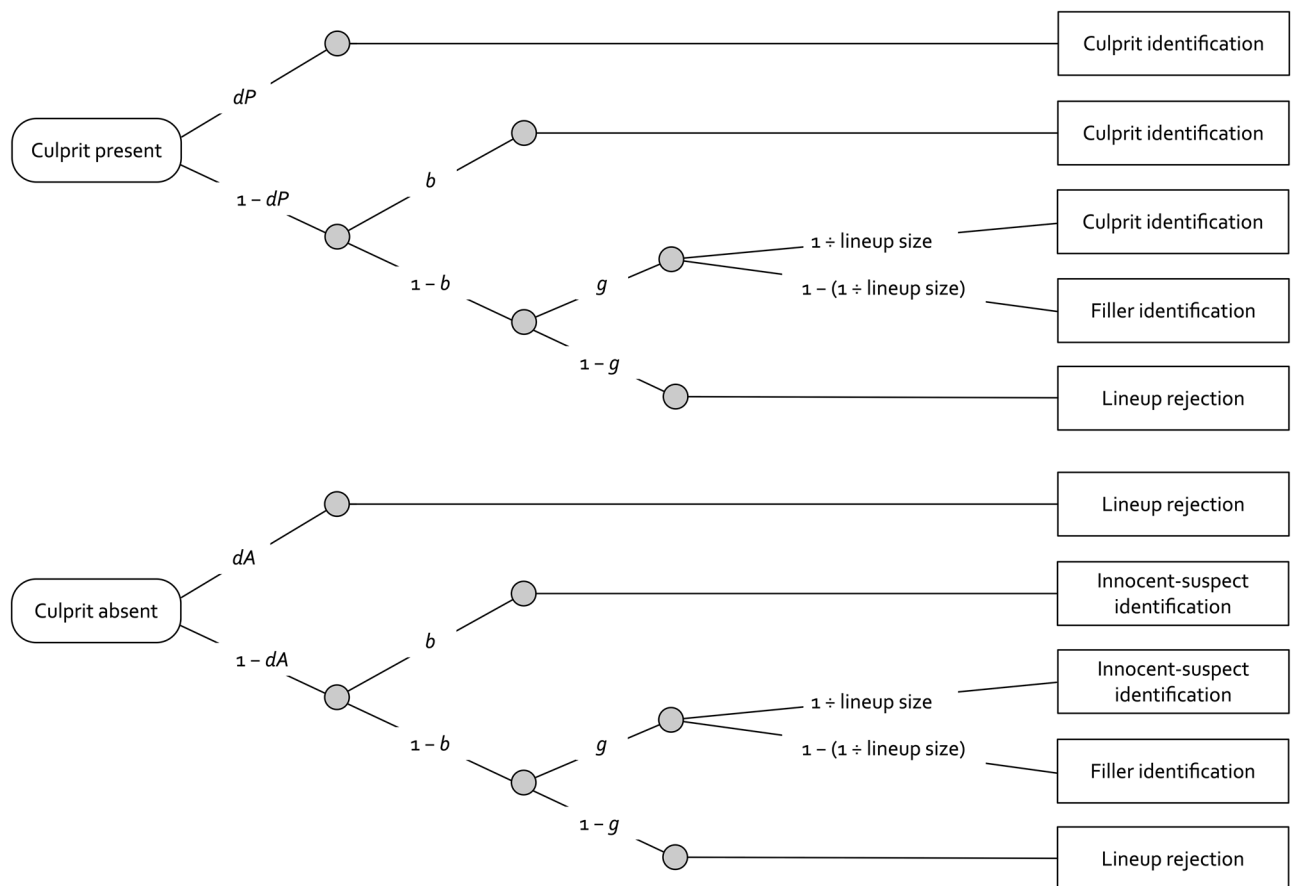 Culprit identification
dP
Culprit identification
Culprit present
b
1 – dP
Culprit identification
1 ÷ lineup size
1 – b
g
1 – (1 ÷ lineup size)
Filler identification
1 – g
Lineup rejection
Lineup rejection
dA
Innocent-suspect
identification
Culprit absent
b
1 – dA
Innocent-suspect
identification
1 ÷ lineup size
1 – b
g
1 – (1 ÷ lineup size)
Filler identification
1 – g
Lineup rejection